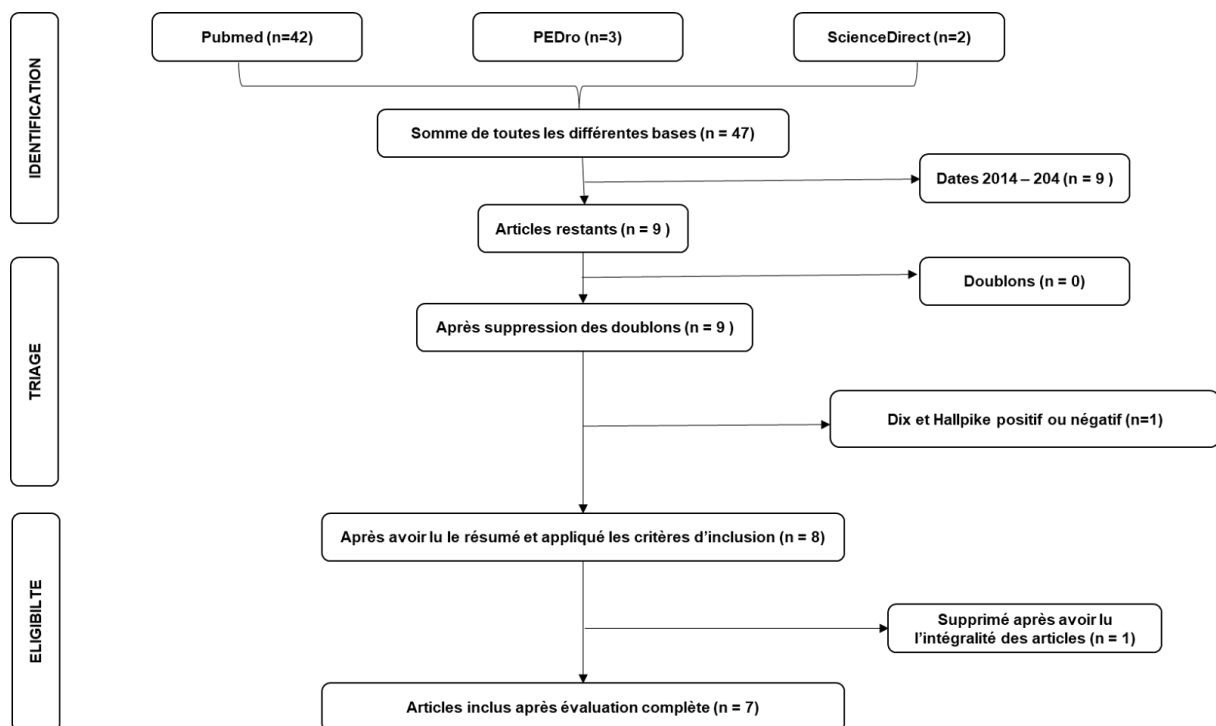 IDENTIFICATION
Pubmed (n=42)
PEDro (n=3)
ScienceDirect (n=2)
Somme de toutes les différentes bases (n = 47)
Dates 2014 – 204 (n = 9 )
Articles restants (n = 9 )
TRIAGE
Doublons (n = 0)
Après suppression des doublons (n = 9 )
Dix et Hallpike positif ou négatif (n=1)
ELIGIBILTE
Après avoir lu le résumé et appliqué les critères d’inclusion (n = 8)
Supprimé après avoir lu
l’intégralité des articles (n = 1)
Articles inclus après évaluation complète (n = 7)